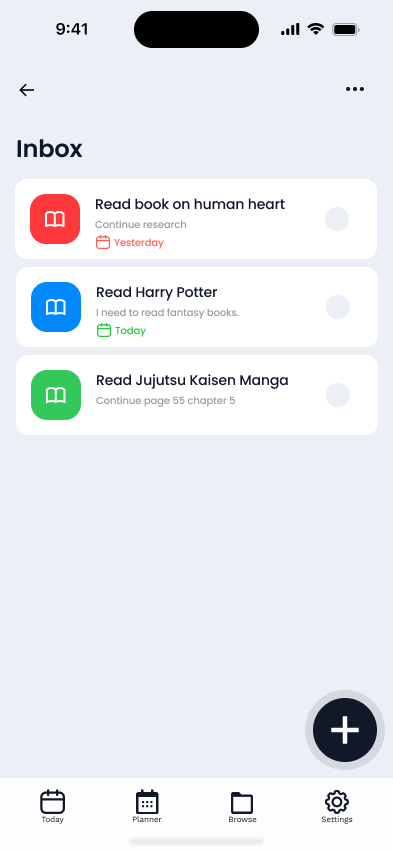 9:41
Inbox
Read book on human heart
Continue research
Yesterday
Read Harry Potter
I need to read fantasy books.
Today
Read Jujutsu Kaisen Manga
Continue page 55 chapter 5
Today
Planner
Browse
Settings